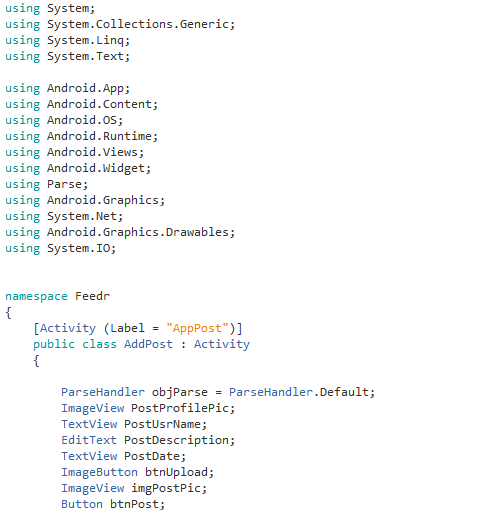 using System;
using System.Collections.Generic;
using System.Linq;
using System.Text;

using Android.App;
using Android.Content;
using Android.OS;
using Android.Runtime;
using Android.Views;
using Android.Widget;
using Parse;
using Android.Graphics;
using System.Net;
using Android.Graphics.Drawables;
using System.IO;


namespace Feedr
{
    [Activity (Label = "AppPost")]
    public class AddPost : Activity
    {

        ParseHandler objParse = ParseHandler.Default;
        ImageView PostProfilePic;
        TextView PostUsrName;
        EditText PostDescription;
        TextView PostDate;
        ImageButton btnUpload;
        ImageView imgPostPic;
        Button btnPost;